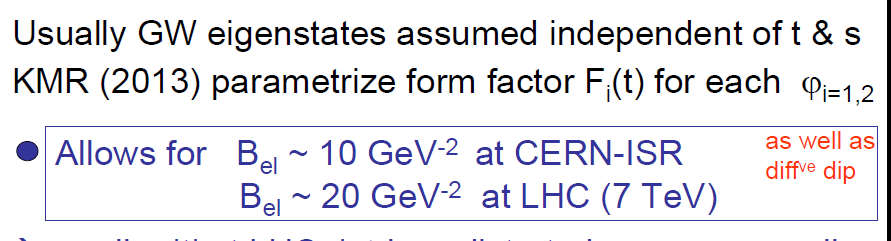 Usually GW eigenstates assumed independent of t & s
KMR (2013) parametrize form factor Fi(t) for each φi=1,2
Allows for Bel ~ 10 GeV-2 at CERN-ISR
Bel ~ 20 GeV-2 at LHC (7 TeV)
as well as
diffve dip